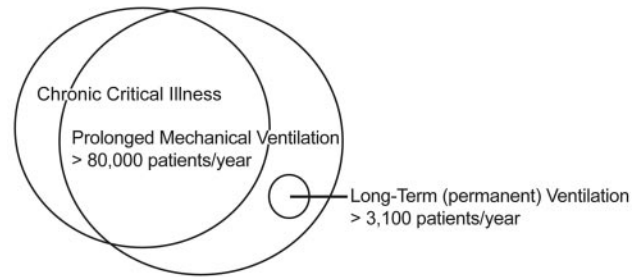 Chronic Critical Illness
Prolonged Mechanical Ventilation
> 80,000 patients/year
Long-Term (permanent) Ventilation
> 3,100 patients/year